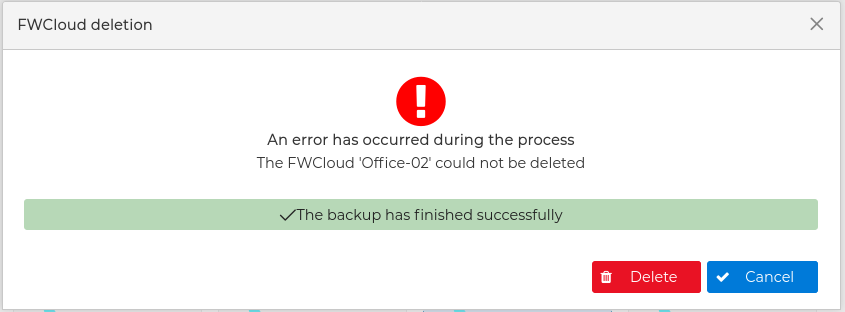 FWCloud deletion
An error has occurred during the process
The FWCloud 'Office-02' could not be deleted
The backup has finished successfully
Delete
Cancel